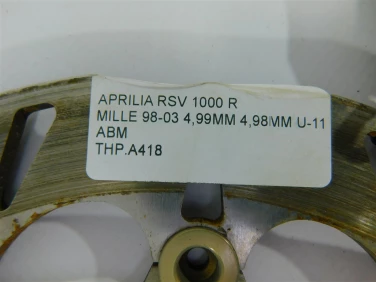 APRILIA RSV 1000 R
MILLE 98-03 4,99MM 4,98MM U-11
ABM
THP.A418